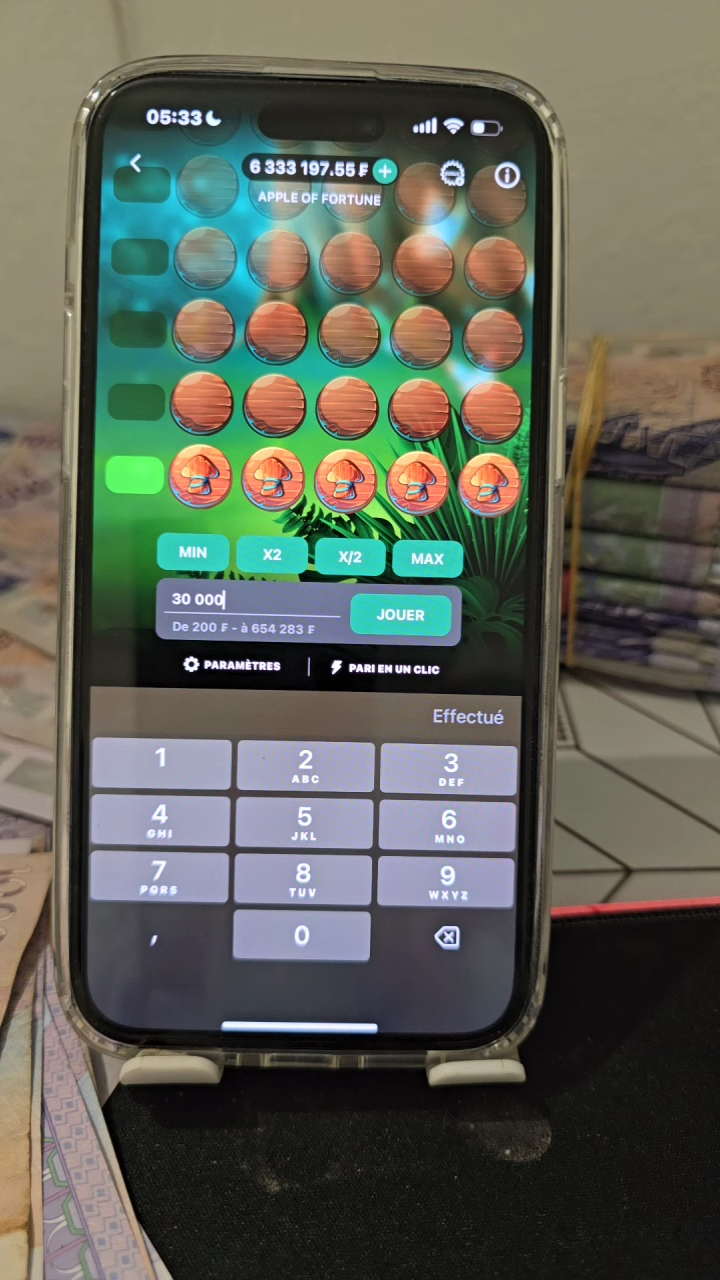 05:33
6 333 197.55 ₣ +
APPLE OF FORTUNE
MIN X2 X/2 MAX
30 000
JOUER
De 200 ₣ - à 654 283 ₣
PARAMÈTRES | PARI EN UN CLIC
Effectué
1 2 3
ABC DEF
4 5 6
GHI JKL MNO
7 8 9
PQRS TUV WXYZ
, 0